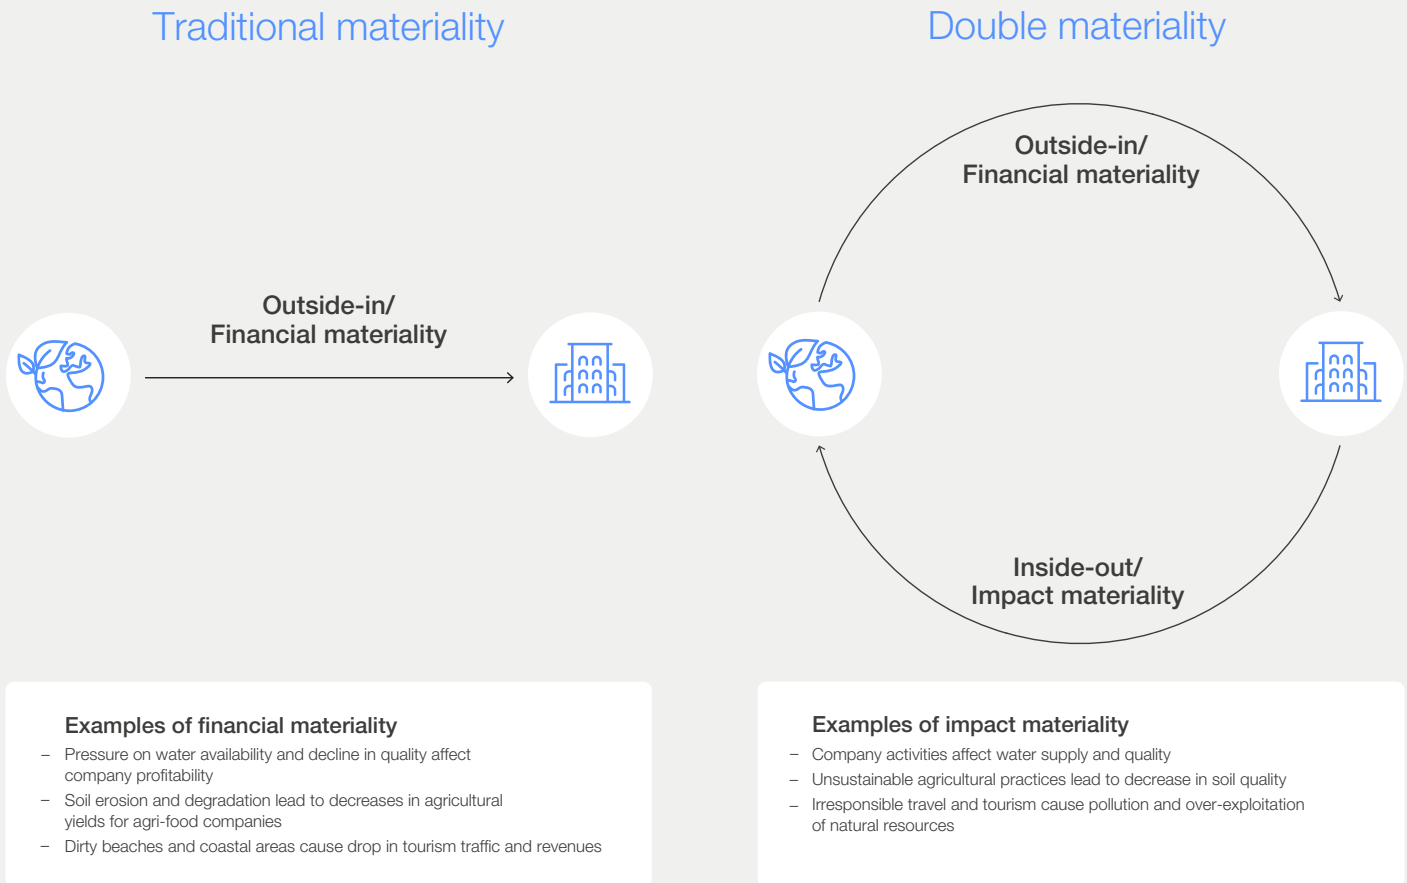 Traditional materiality
Outside-in/
Financial materiality
Examples of financial materiality
– Pressure on water availability and decline in quality affect
company profitability
– Soil erosion and degradation lead to decreases in agricultural
yields for agri-food companies
– Dirty beaches and coastal areas cause drop in tourism traffic and revenues
Double materiality
Outside-in/
Financial materiality
Inside-out/
Impact materiality
Examples of impact materiality
– Company activities affect water supply and quality
– Unsustainable agricultural practices lead to decrease in soil quality
– Irresponsible travel and tourism cause pollution and over-exploitation
of natural resources